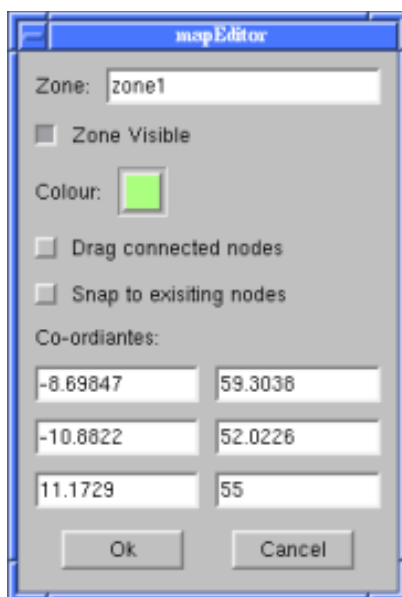 mapEditor
Zone: zone1
Zone Visible
Colour:
Drag connected nodes
Snap to exisiting nodes
Co-ordiantes:
-8.69847 59.3038
-10.8822 52.0226
11.1729 55
Ok Cancel